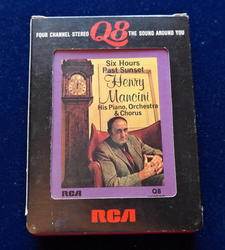 FOUR CHANNEL STEREO Q8 THE SOUND AROUND YOU
Six Hours
Past Sunset
Henry
Mancini
His Piano, Orchestra
& Chorus
RCA Q8
RCA